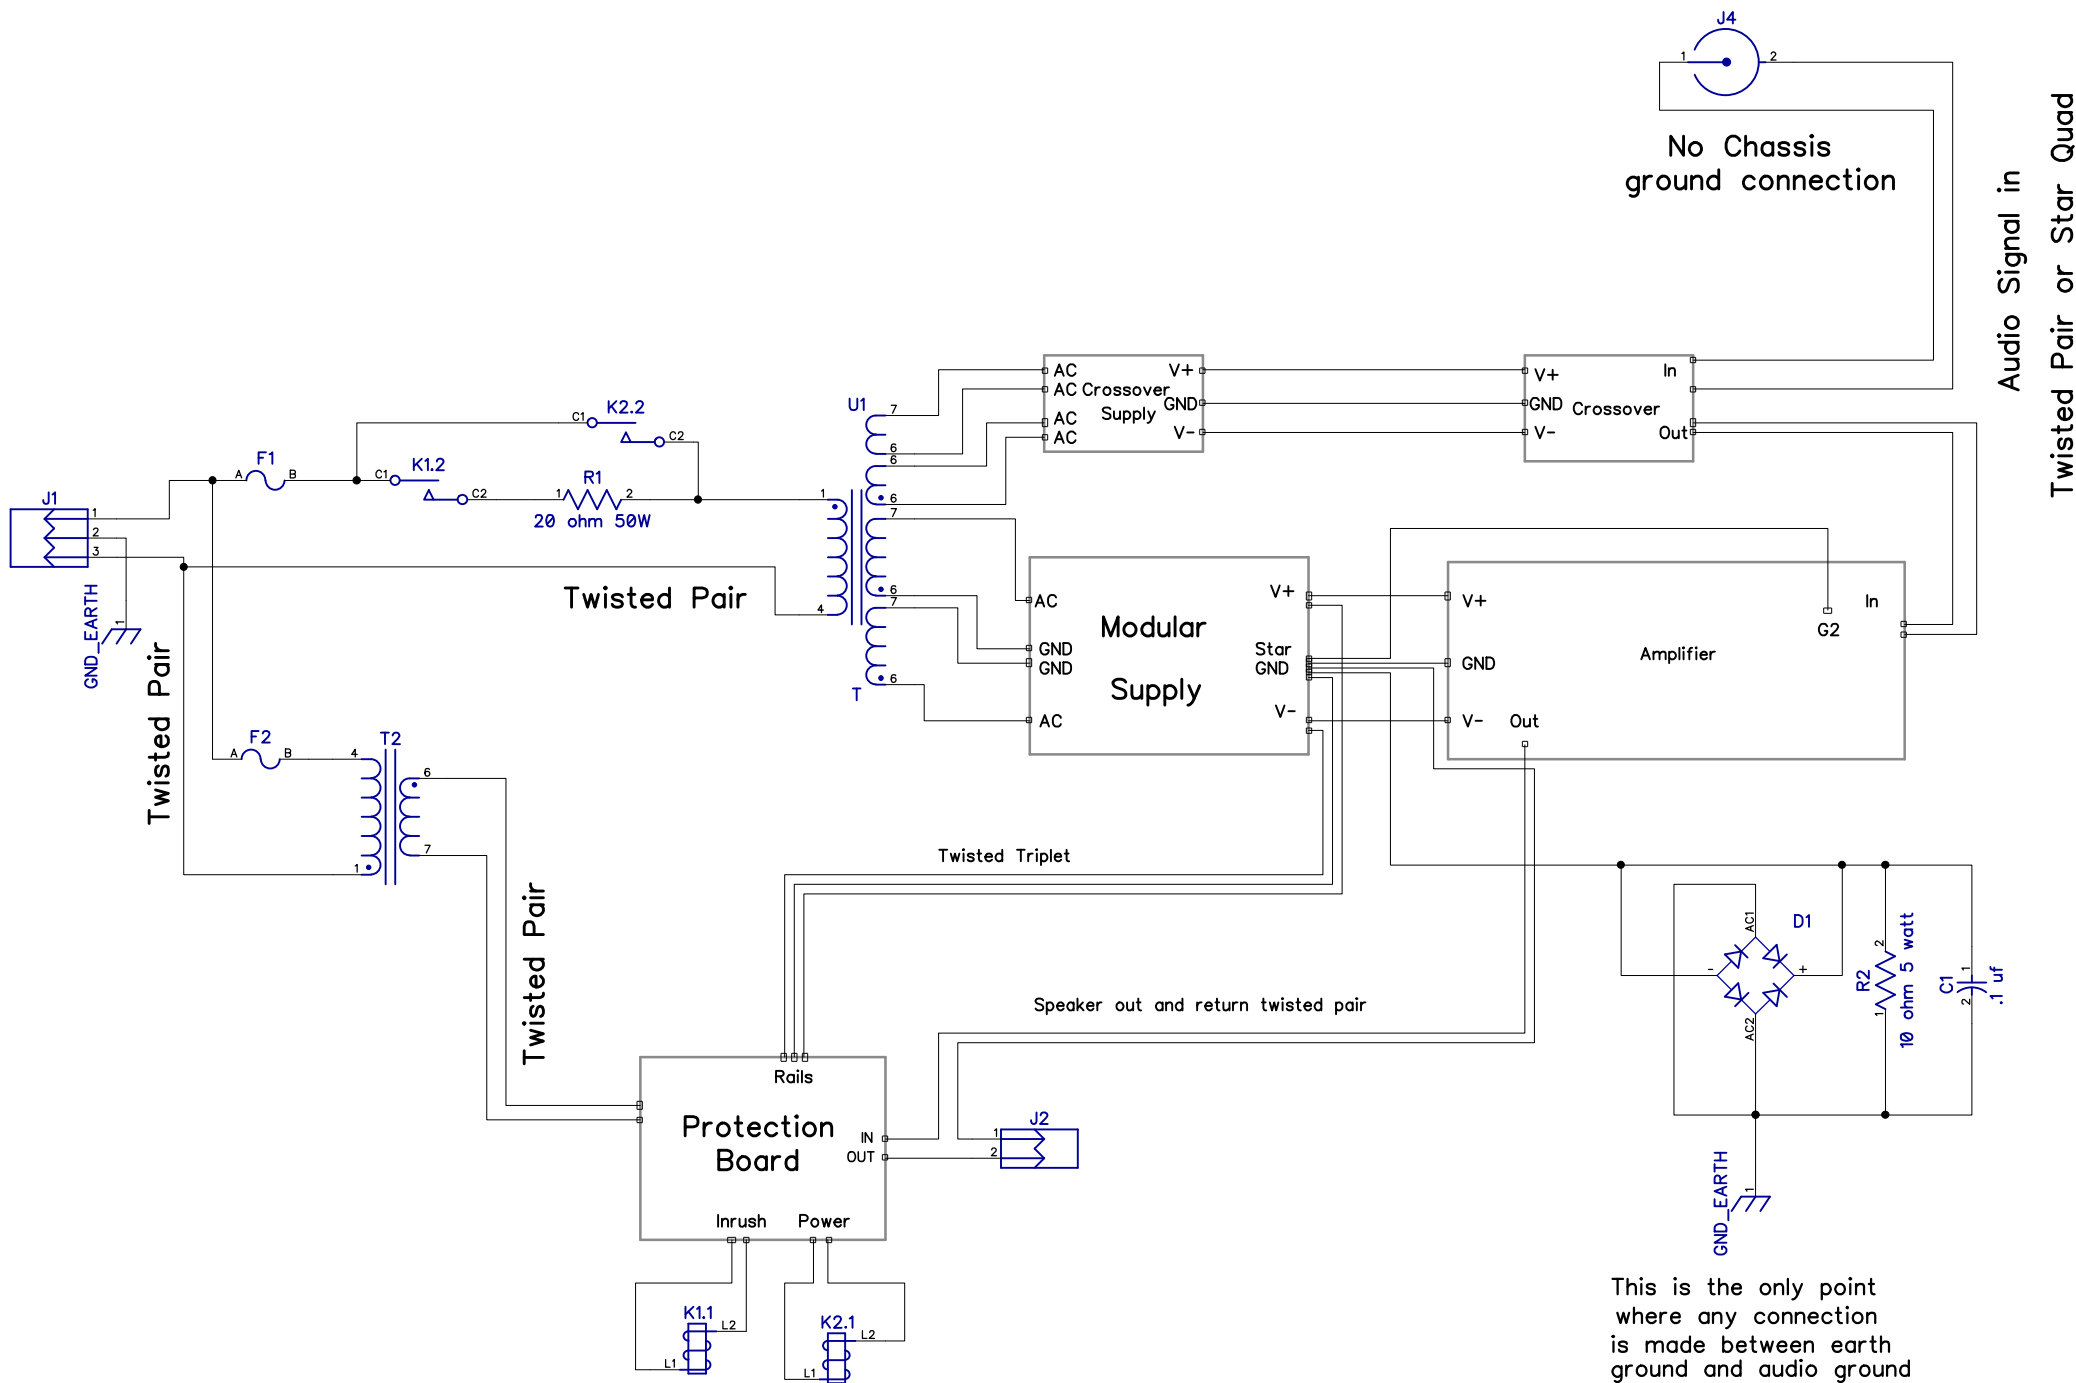 J4
1
2
No Chassis
ground connection
Audio Signal in
Twisted Pair or Star Quad
AC
AC
AC
AC
Crossover
Supply
V+
GND
V-
V+
GND
V-
Crossover
In
Out
U1
7
6
6
6
7
6
7
6
1
4
T
K2.2
C1
C2
K1.2
C1
C2
F1
A
B
R1
1
2
20 ohm 50W
J1
1
2
3
GND_EARTH
1
Twisted Pair
Twisted Pair
AC
GND
GND
AC
Modular
Supply
V+
Star
GND
V-
V+
GND
V-
Out
Amplifier
In
G2
F2
A
B
T2
4
1
6
7
Twisted Pair
Twisted Triplet
Speaker out and return twisted pair
Rails
Protection
Board
IN
OUT
Inrush
Power
J2
1
2
K1.1
L1
L2
K2.1
L1
L2
D1
AC1
AC2
-
+
R2
10 ohm 5 watt
2
1
C1
.1 uf
1
2
GND_EARTH
1
This is the only point
where any connection
is made between earth
ground and audio ground